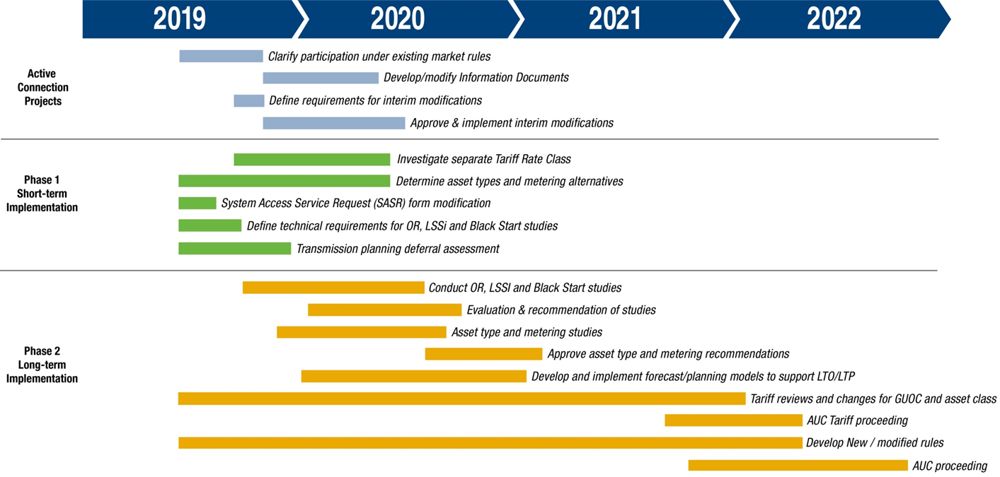 2019 2020 2021 2022
Active
Connection
Projects
Clarify participation under existing market rules
Develop/modify Information Documents
Define requirements for interim modifications
Approve & implement interim modifications
Phase 1
Short-term
Implementation
Investigate separate Tariff Rate Class
Determine asset types and metering alternatives
System Access Service Request (SASR) form modification
Define technical requirements for OR, LSSi and Black Start studies
Transmission planning deferral assessment
Phase 2
Long-term
Implementation
Conduct OR, LSSI and Black Start studies
Evaluation & recommendation of studies
Asset type and metering studies
Approve asset type and metering recommendations
Develop and implement forecast/planning models to support LTO/LTP
Tariff reviews and changes for GUOC and asset class
AUC Tariff proceeding
Develop New / modified rules
AUC proceeding